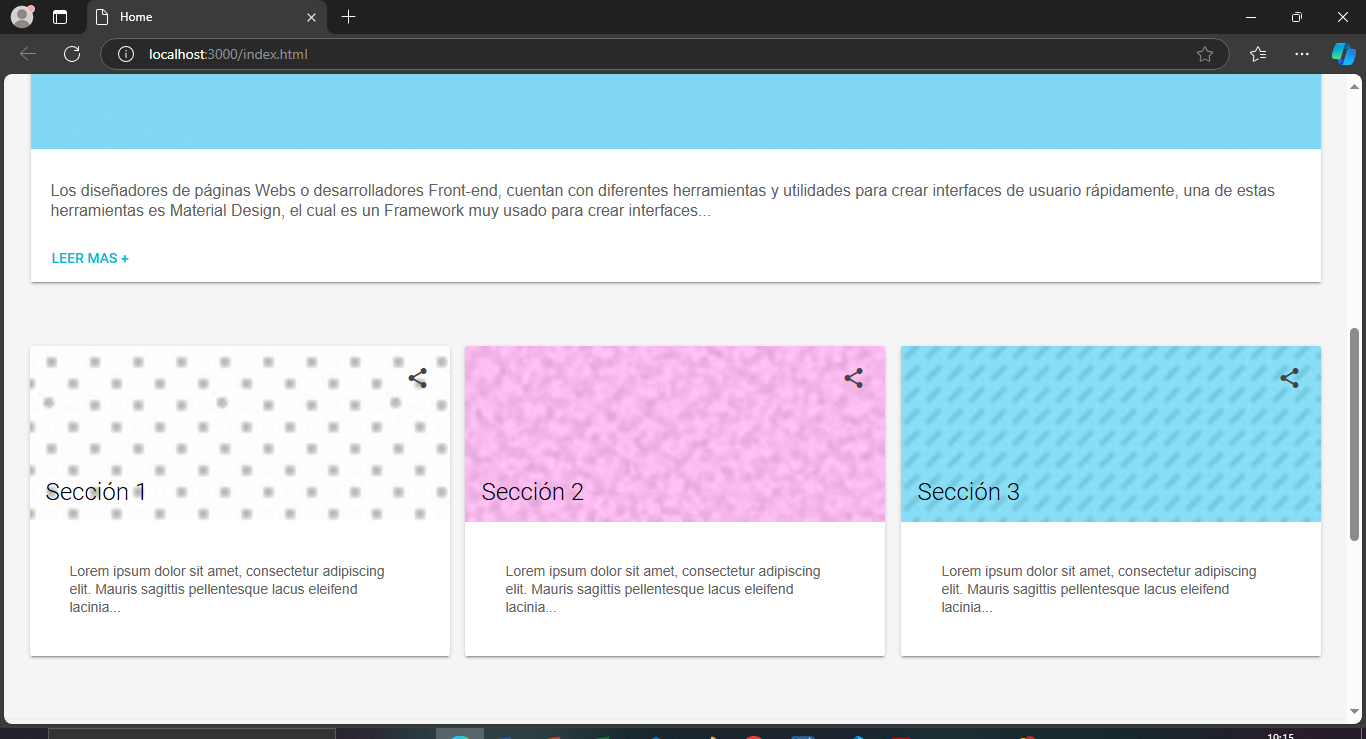 Home
localhost:3000/index.html
Los diseñadores de páginas Webs o desarrolladores Front-end, cuentan con diferentes herramientas y utilidades para crear interfaces de usuario rápidamente, una de estas
herramientas es Material Design, el cual es un Framework muy usado para crear interfaces...
LEER MAS +
Sección 1
Sección 2
Sección 3
Lorem ipsum dolor sit amet, consectetur adipiscing
elit. Mauris sagittis pellentesque lacus eleifend
lacinia...
Lorem ipsum dolor sit amet, consectetur adipiscing
elit. Mauris sagittis pellentesque lacus eleifend
lacinia...
Lorem ipsum dolor sit amet, consectetur adipiscing
elit. Mauris sagittis pellentesque lacus eleifend
lacinia...
10:15